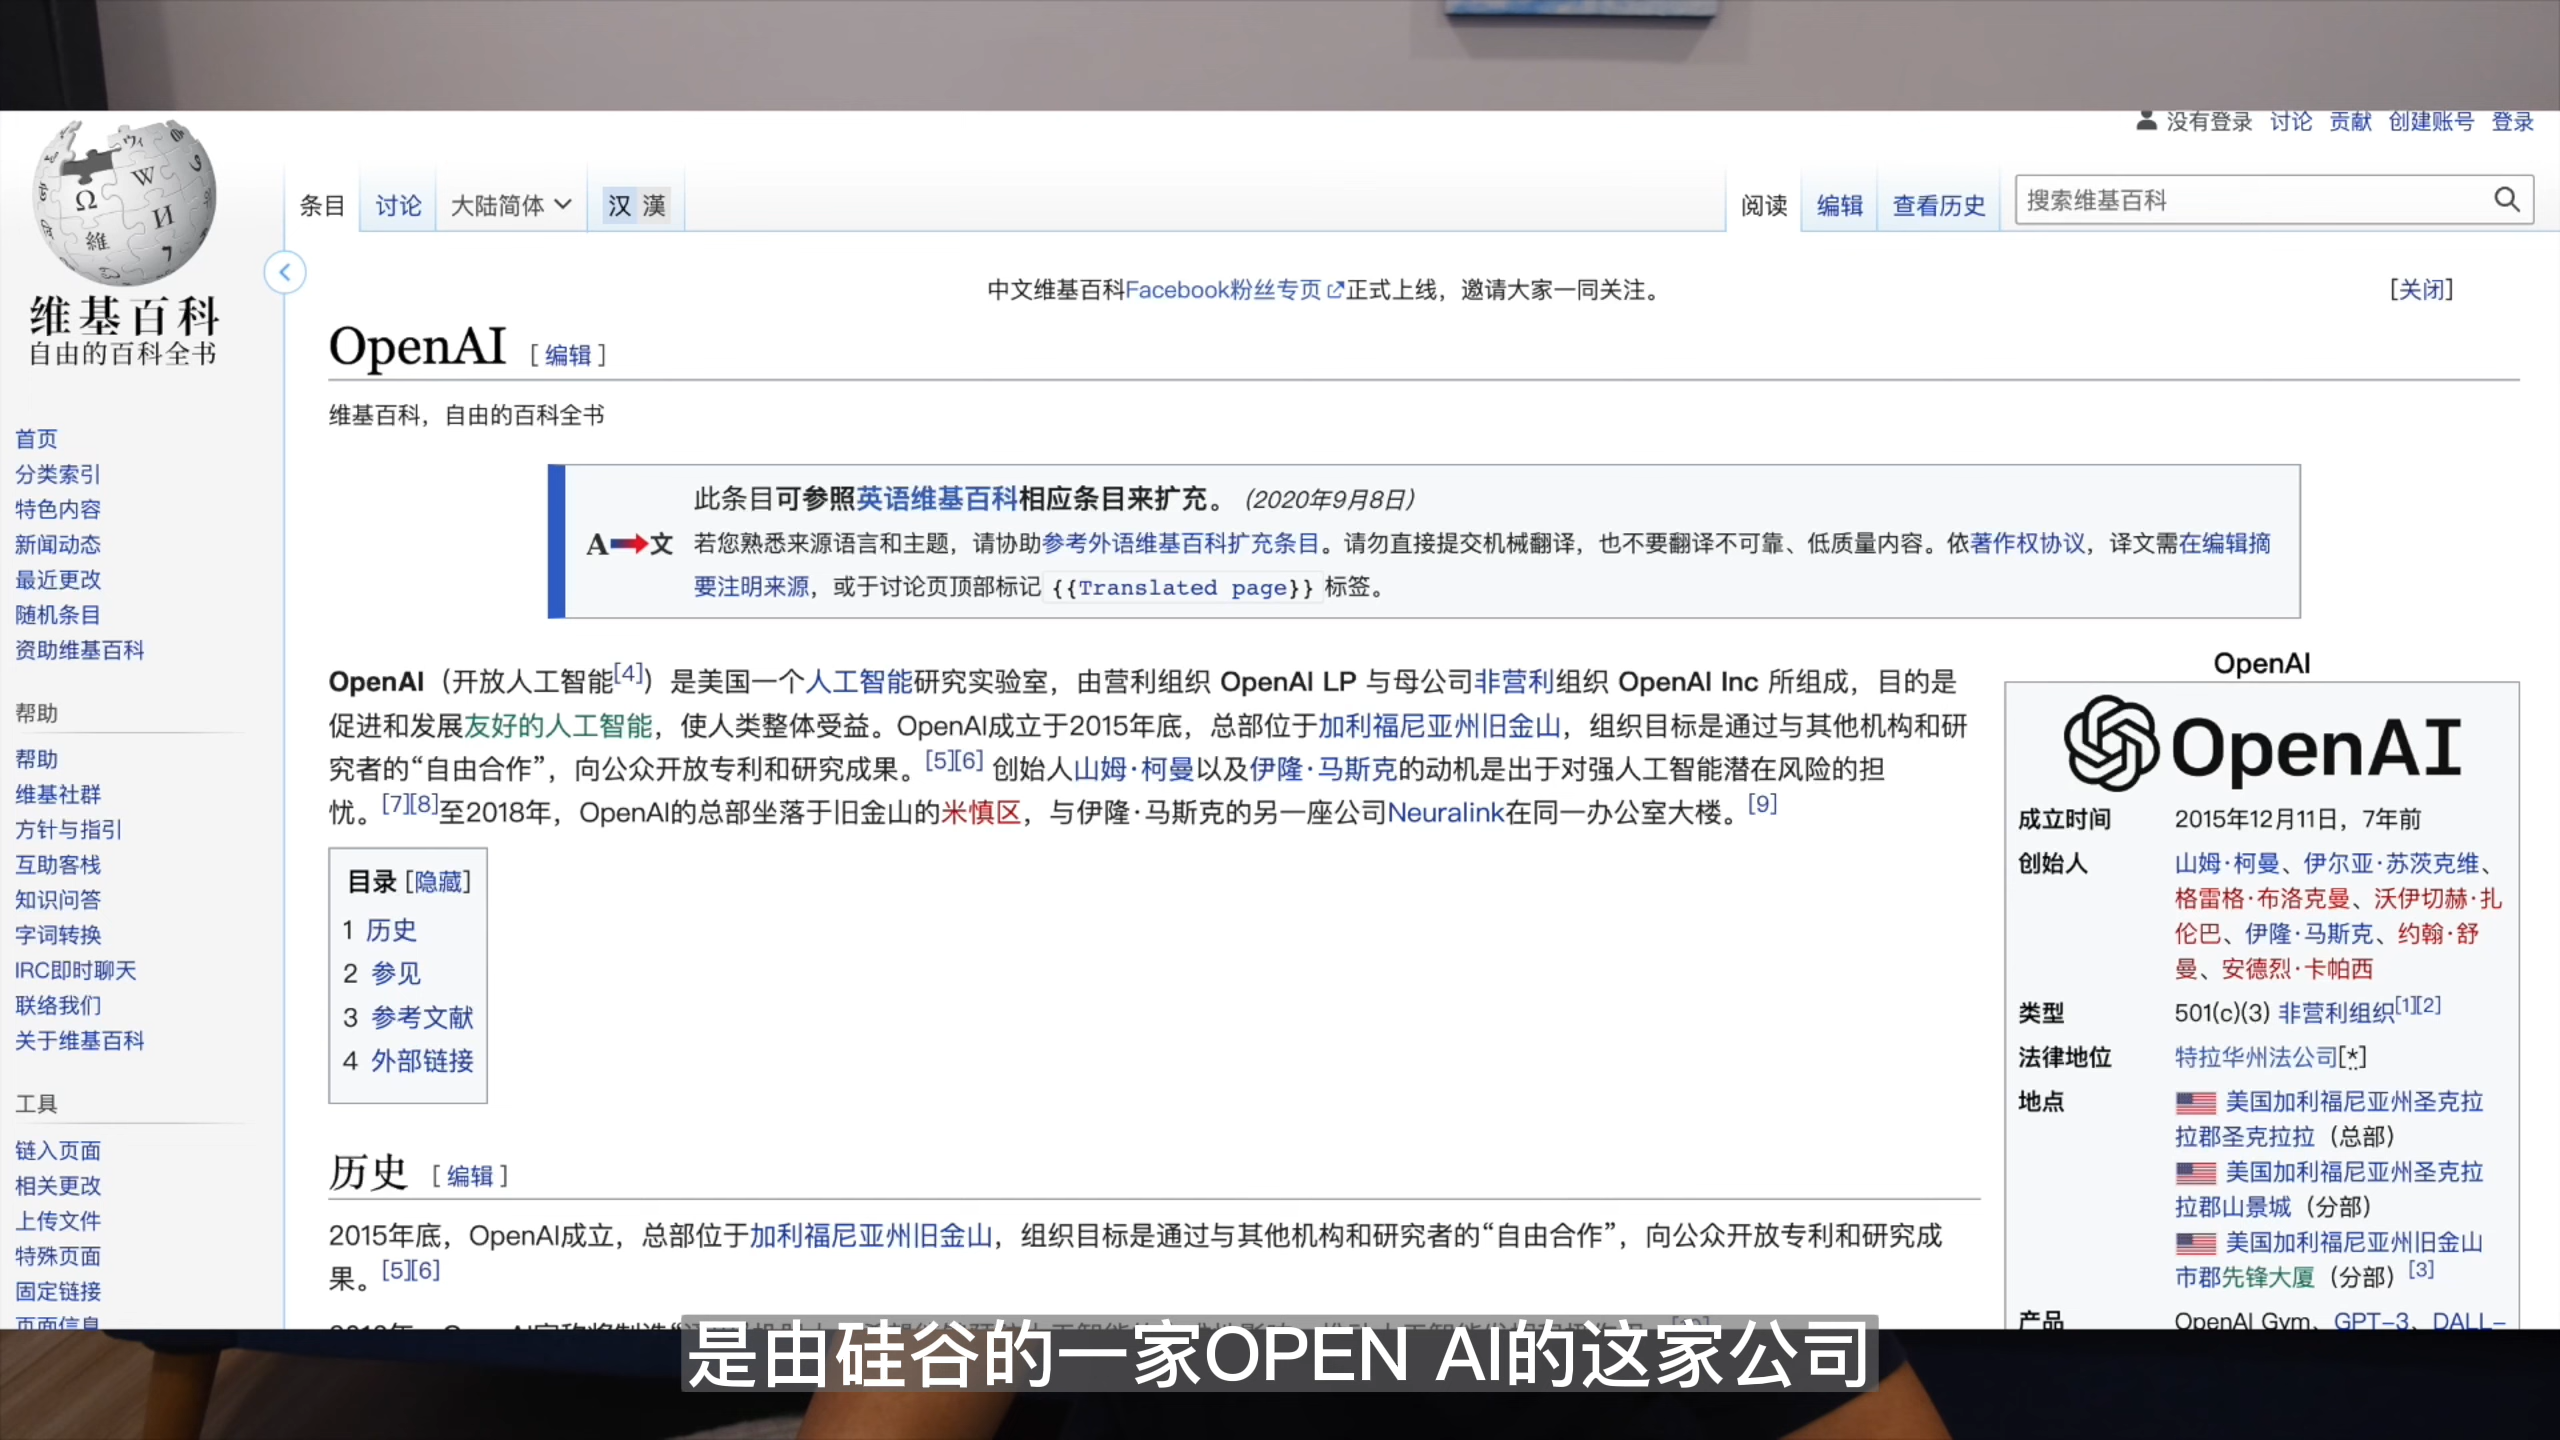 没有登录 讨论 贡献 创建账号 登录
条目 讨论 大陆简体 汉 漢 阅读 编辑 查看历史 搜索维基百科
维基百科
自由的百科全书
中文维基百科Facebook粉丝专页正式上线，邀请大家一同关注。 [关闭]
OpenAI [ 编辑 ]
维基百科，自由的百科全书
首页
分类索引
特色内容
新闻动态
最近更改
随机条目
资助维基百科
帮助
帮助
维基社群
方针与指引
互助客栈
知识问答
字词转换
IRC即时聊天
联络我们
关于维基百科
工具
链入页面
相关更改
上传文件
特殊页面
固定链接
页面信息
此条目可参照英语维基百科相应条目来扩充。 (2020年9月8日)
A 文 若您熟悉来源语言和主题，请协助参考外语维基百科扩充条目。请勿直接提交机械翻译，也不要翻译不可靠、低质量内容。依著作权协议，译文需在编辑摘
要注明来源，或于讨论页顶部标记 {{Translated page}} 标签。
OpenAI（开放人工智能[4]）是美国一个人工智能研究实验室，由营利组织 OpenAI LP 与母公司非营利组织 OpenAI Inc 所组成，目的是
促进和发展友好的人工智能，使人类整体受益。OpenAI成立于2015年底，总部位于加利福尼亚州旧金山，组织目标是通过与其他机构和研
究者的“自由合作”，向公众开放专利和研究成果。[5][6] 创始人山姆·柯曼以及伊隆·马斯克的动机是出于对强人工智能潜在风险的担
忧。[7][8]至2018年，OpenAI的总部坐落于旧金山的米慎区，与伊隆·马斯克的另一座公司Neuralink在同一办公室大楼。[9]
目录 [隐藏]
1 历史
2 参见
3 参考文献
4 外部链接
历史 [ 编辑 ]
2015年底，OpenAI成立，总部位于加利福尼亚州旧金山，组织目标是通过与其他机构和研究者的“自由合作”，向公众开放专利和研究成
果。[5][6]
OpenAI
OpenAI
成立时间 2015年12月11日，7年前
创始人 山姆·柯曼、伊尔亚·苏茨克维、
格雷格·布洛克曼、沃伊切赫·扎
伦巴、伊隆·马斯克、约翰·舒
曼、安德烈·卡帕西
类型 501(c)(3) 非营利组织[1][2]
法律地位 特拉华州法公司[*]
地点 美国加利福尼亚州圣克拉
拉郡圣克拉拉（总部）
美国加利福尼亚州圣克拉
拉郡山景城（分部）
美国加利福尼亚州旧金山
市郡先锋大厦（分部）[3]
产品 OpenAI Gym、GPT-3、DALL-
是由硅谷的一家OPEN AI的这家公司